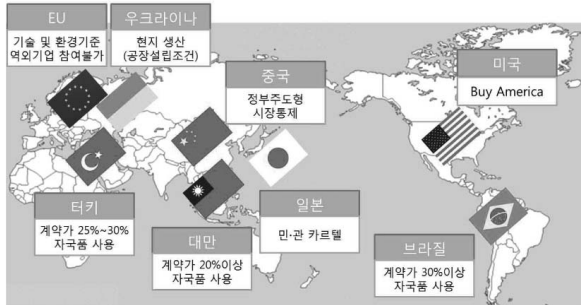 EU
기술 및 환경기준
역외기업 참여불가
우크라이나
현지 생산
(공장설립조건)
중국
정부주도형
시장통제
미국
Buy America
터키
계약가 25%~30%
자국품 사용
대만
계약가 20%이상
자국품 사용
일본
민·관 카르텔
브라질
계약가 30%이상
자국품 사용